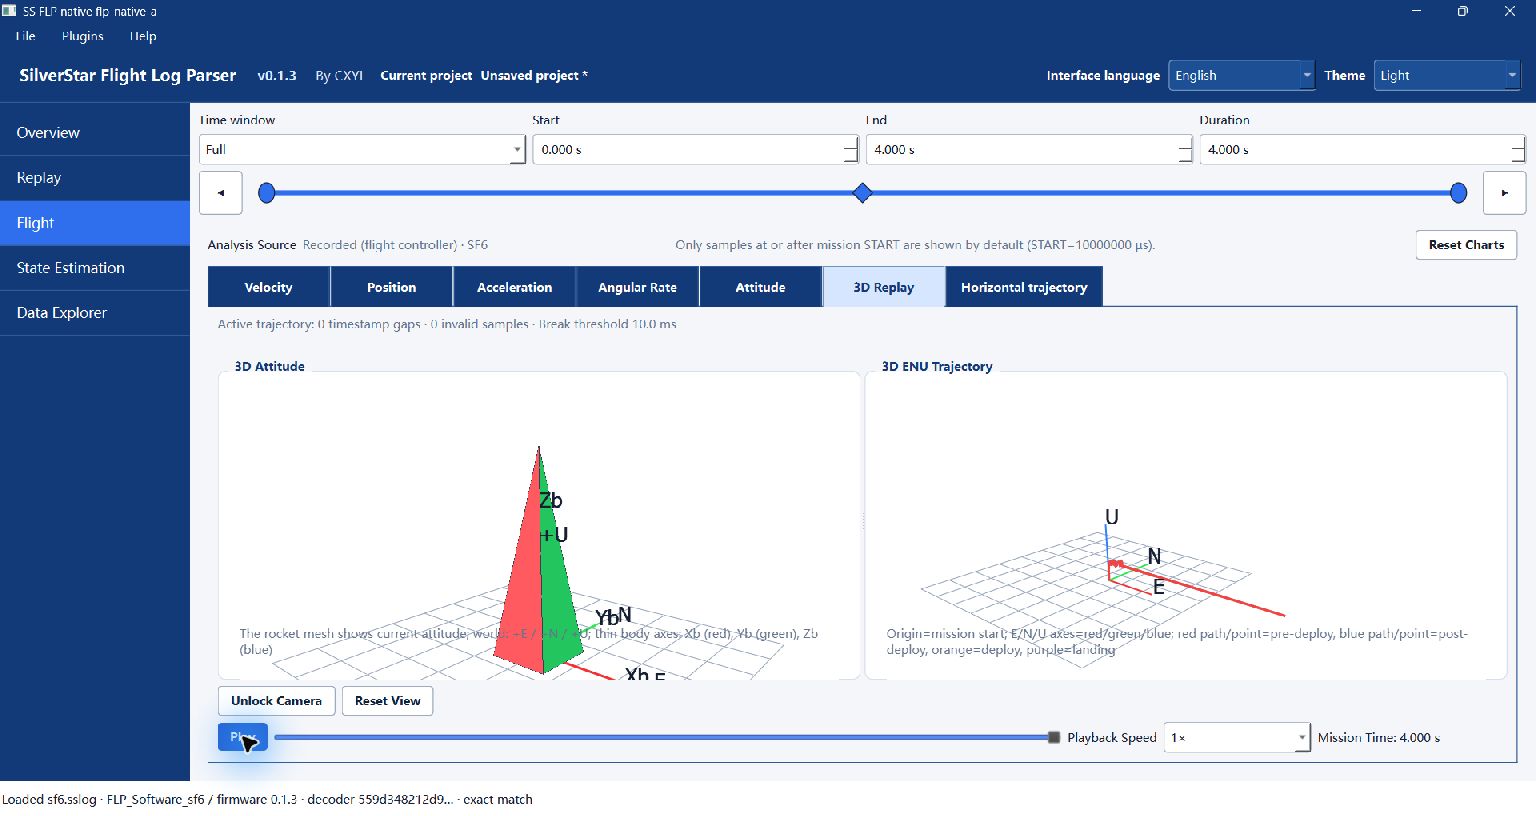 SS FLP native flp-native-a
File Plugins Help
SilverStar Flight Log Parser v0.1.3 By CXYI Current project Unsaved project * Interface language English Theme Light
Overview
Replay
Flight
State Estimation
Data Explorer
Time window Start End Duration
Full 0.000 s 4.000 s 4.000 s
Analysis Source Recorded (flight controller) · SF6 Only samples at or after mission START are shown by default (START=10000000 µs). Reset Charts
Velocity Position Acceleration Angular Rate Attitude 3D Replay Horizontal trajectory
Active trajectory: 0 timestamp gaps · 0 invalid samples · Break threshold 10.0 ms
3D Attitude
Zb
+U
Yb N
The rocket mesh shows current attitude; world: +E / +N / +U; thin body axes: Xb (red), Yb (green), Zb
(blue)
Xb E
3D ENU Trajectory
U
N
E
Origin=mission start; E/N/U axes=red/green/blue; red path/point=pre-deploy, blue path/point=post-
deploy, orange=deploy, purple=landing
Unlock Camera Reset View
Playback Speed 1× Mission Time: 4.000 s
Loaded sf6.sslog · FLP_Software_sf6 / firmware 0.1.3 · decoder 559d348212d9... · exact match